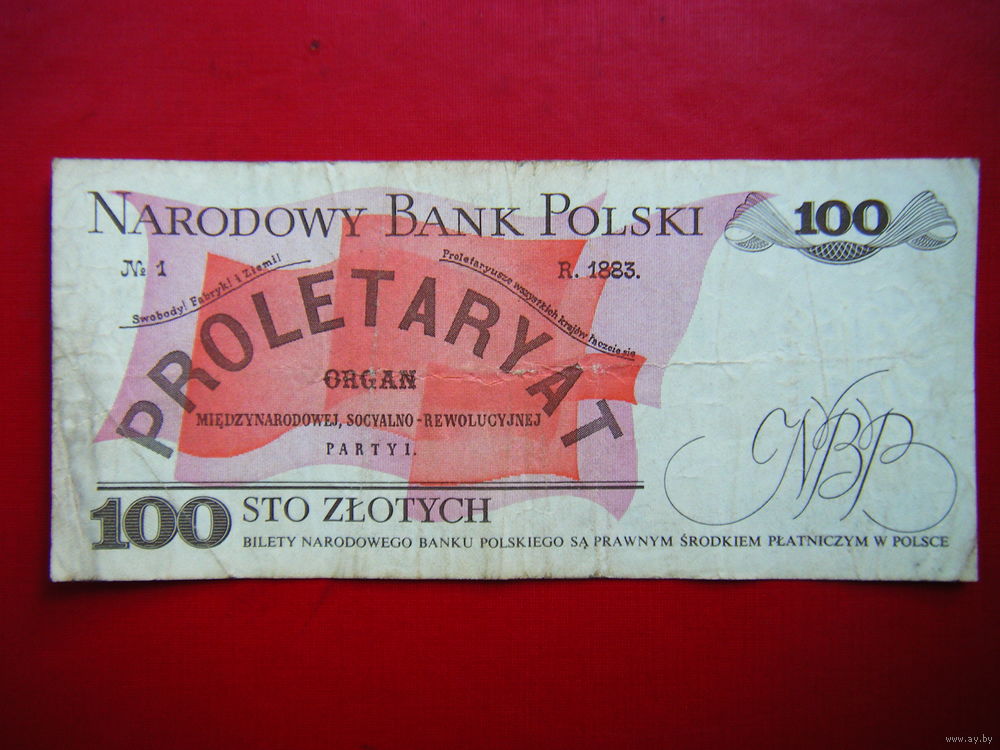 NARODOWY BANK POLSKI
100
№ 1
R. 1883.
Swobody! Fabryk! i Ziemi!
Proletaryusze wszystkich krajów łączcie się
PROLETARYAT
ORGAN
MIĘDZYNARODOWEJ, SOCYALNO-REWOLUCYJNEJ
PARTYI.
NBP
100 STO ZŁOTYCH
BILETY NARODOWEGO BANKU POLSKIEGO SĄ PRAWNYM ŚRODKIEM PŁATNICZYM W POLSCE
www.ay.by